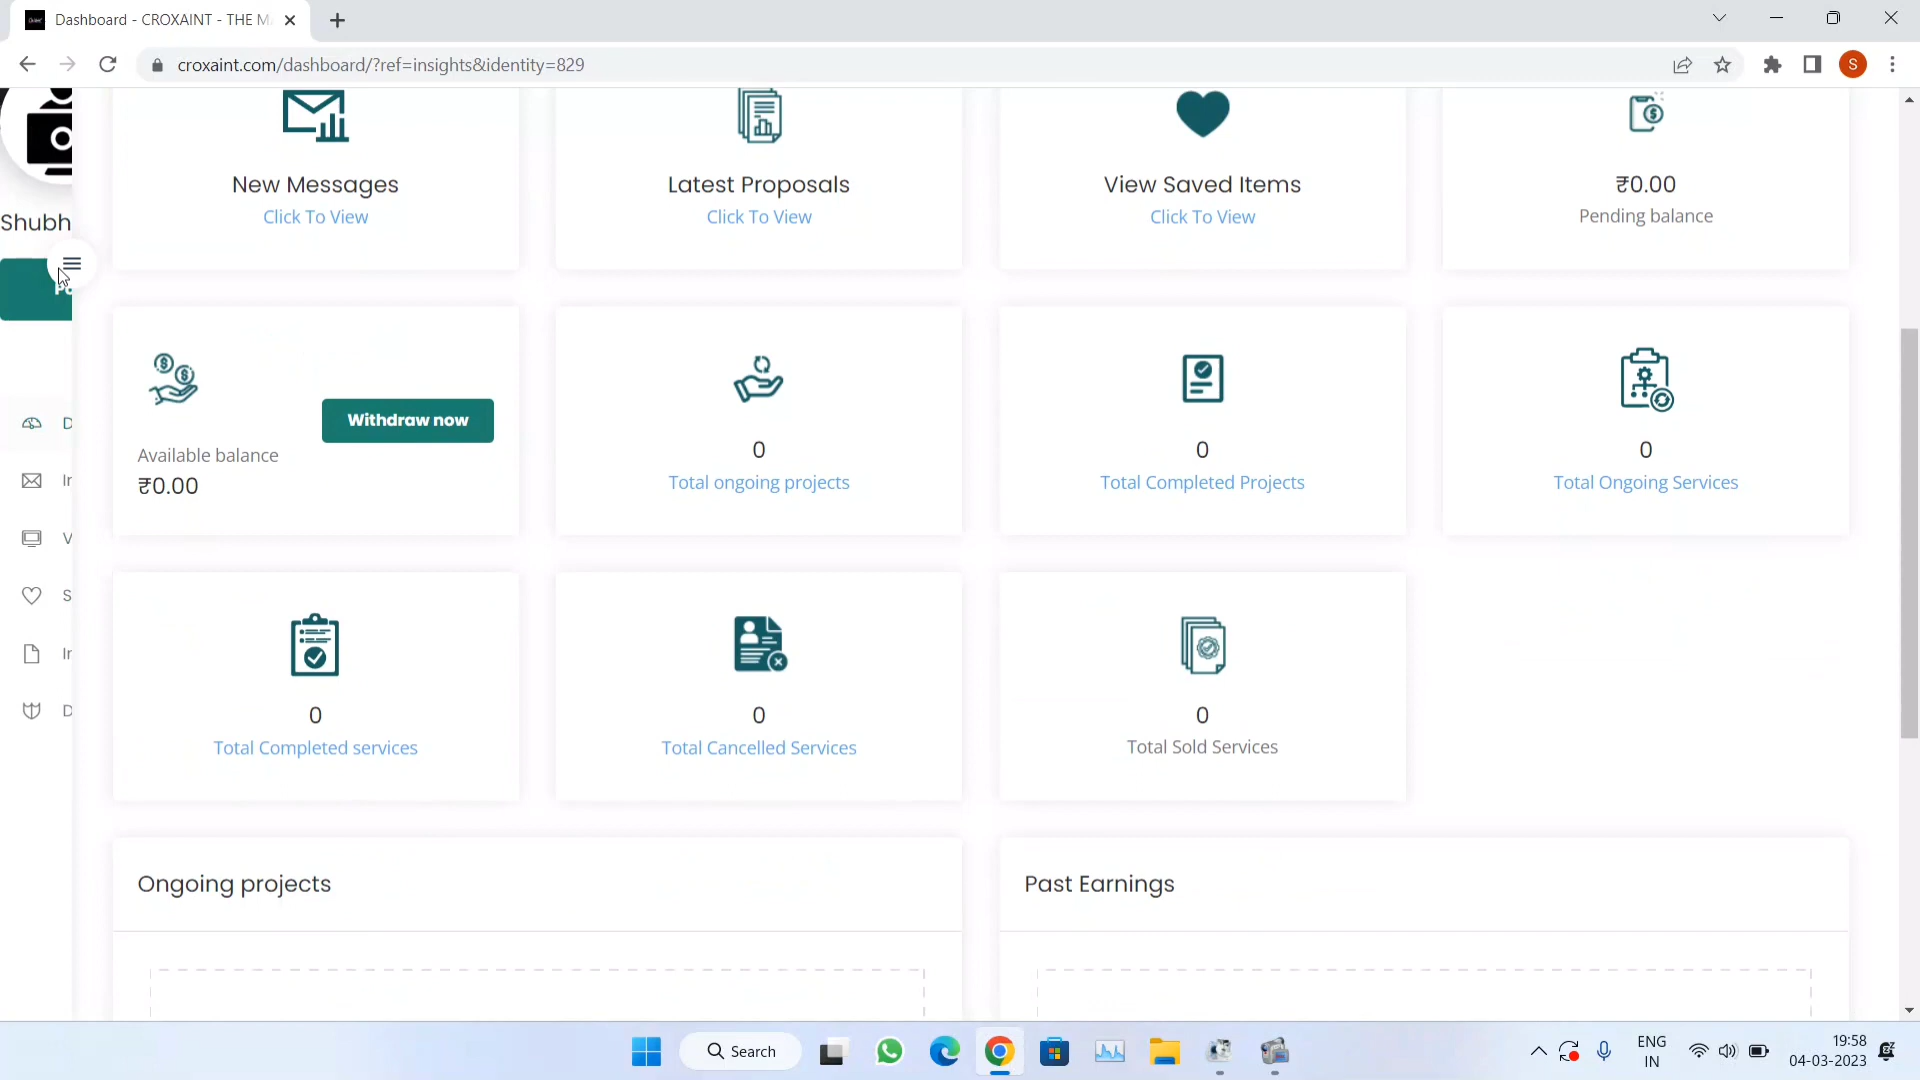 Dashboard - CROXAINT - THE M
croxaint.com/dashboard/?ref=insights&identity=829
S
New Messages
Click To View
Latest Proposals
Click To View
View Saved Items
Click To View
₹0.00
Pending balance
Shubh
Available balance
₹0.00
Withdraw now
0
Total ongoing projects
0
Total Completed Projects
0
Total Ongoing Services
D
In
V
S
In
D
0
Total Completed services
0
Total Cancelled Services
0
Total Sold Services
Ongoing projects
Past Earnings
Search
ENG
IN
19:58
04-03-2023